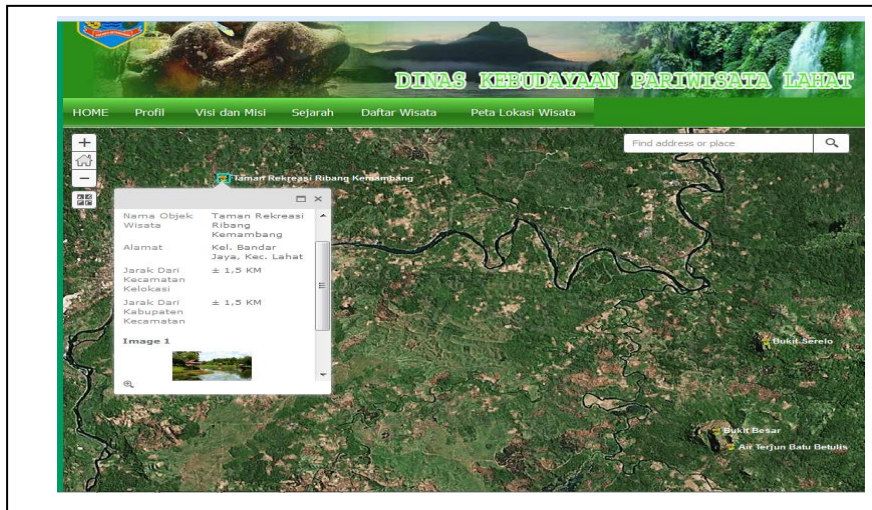 DINAS KEBUDAYAAN PARIWISATA LAHAT
HOME Profil Visi dan Misi Sejarah Daftar Wisata Peta Lokasi Wisata
Find address or place
Taman Rekreasi Ribang Kemambang
Nama Objek Wisata
Taman Rekreasi
Ribang
Kemambang
Alamat
Kel. Bandar
Jaya, Kec. Lahat
Jarak Dari
Kecamatan
Kelokasi
± 1,5 KM
Jarak Dari
Kabupaten
Kecamatan
± 1,5 KM
Image 1
Bukit Serelo
Bukit Besar
Air Terjun Batu Betulis